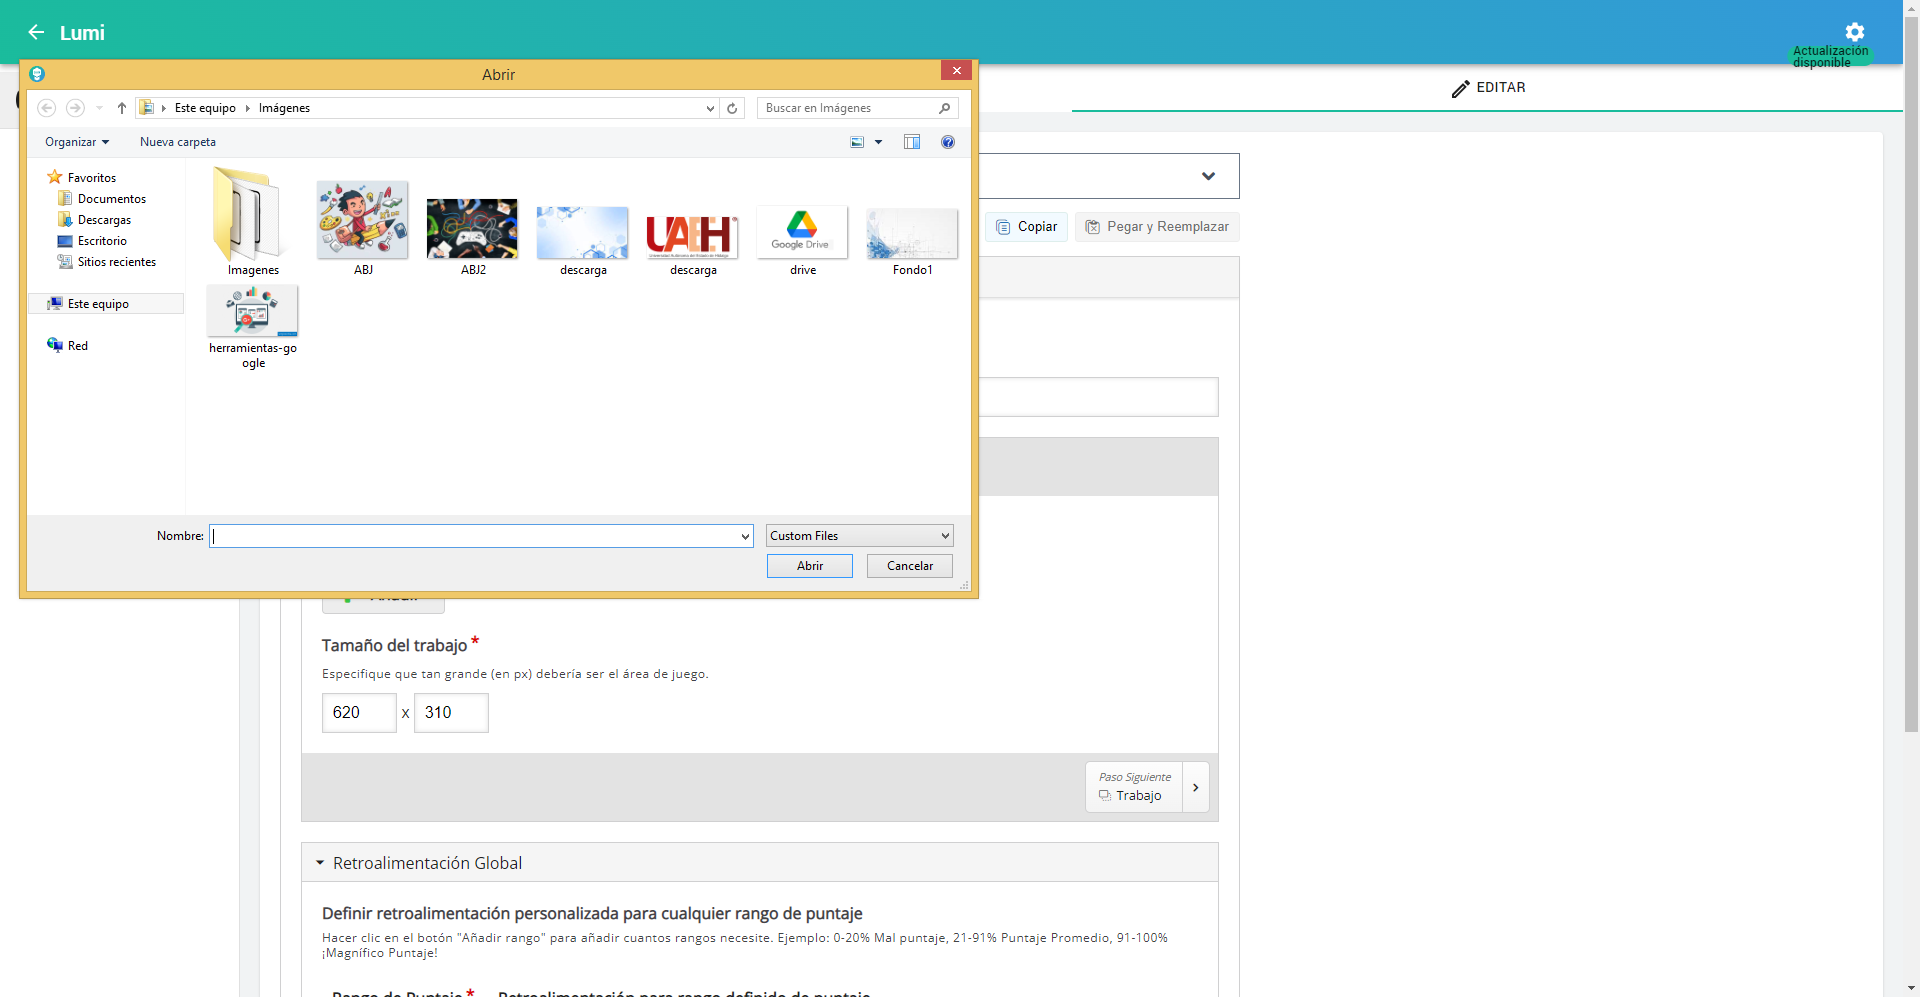 Lumi
Actualización
disponible
EDITAR
Abrir
Este equipo
Imágenes
Buscar en Imágenes
Organizar
Nueva carpeta
Favoritos
Documentos
Descargas
Escritorio
Sitios recientes
Este equipo
Red
Imagenes
ABJ
ABJ2
descarga
UAEH
descarga
Google Drive
drive
Fondo1
herramientas-go
ogle
Copiar
Pegar y Reemplazar
Nombre:
Custom Files
Abrir
Cancelar
Tamaño del trabajo *
Especifique que tan grande (en px) debería ser el área de juego.
620 x 310
Paso Siguiente
Trabajo
Retroalimentación Global
Definir retroalimentación personalizada para cualquier rango de puntaje
Hacer clic en el botón "Añadir rango" para añadir cuantos rangos necesite. Ejemplo: 0-20% Mal puntaje, 21-91% Puntaje Promedio, 91-100%
¡Magnífico Puntaje!
Rango de Puntaje * Retroalimentación para rango definido de puntaje